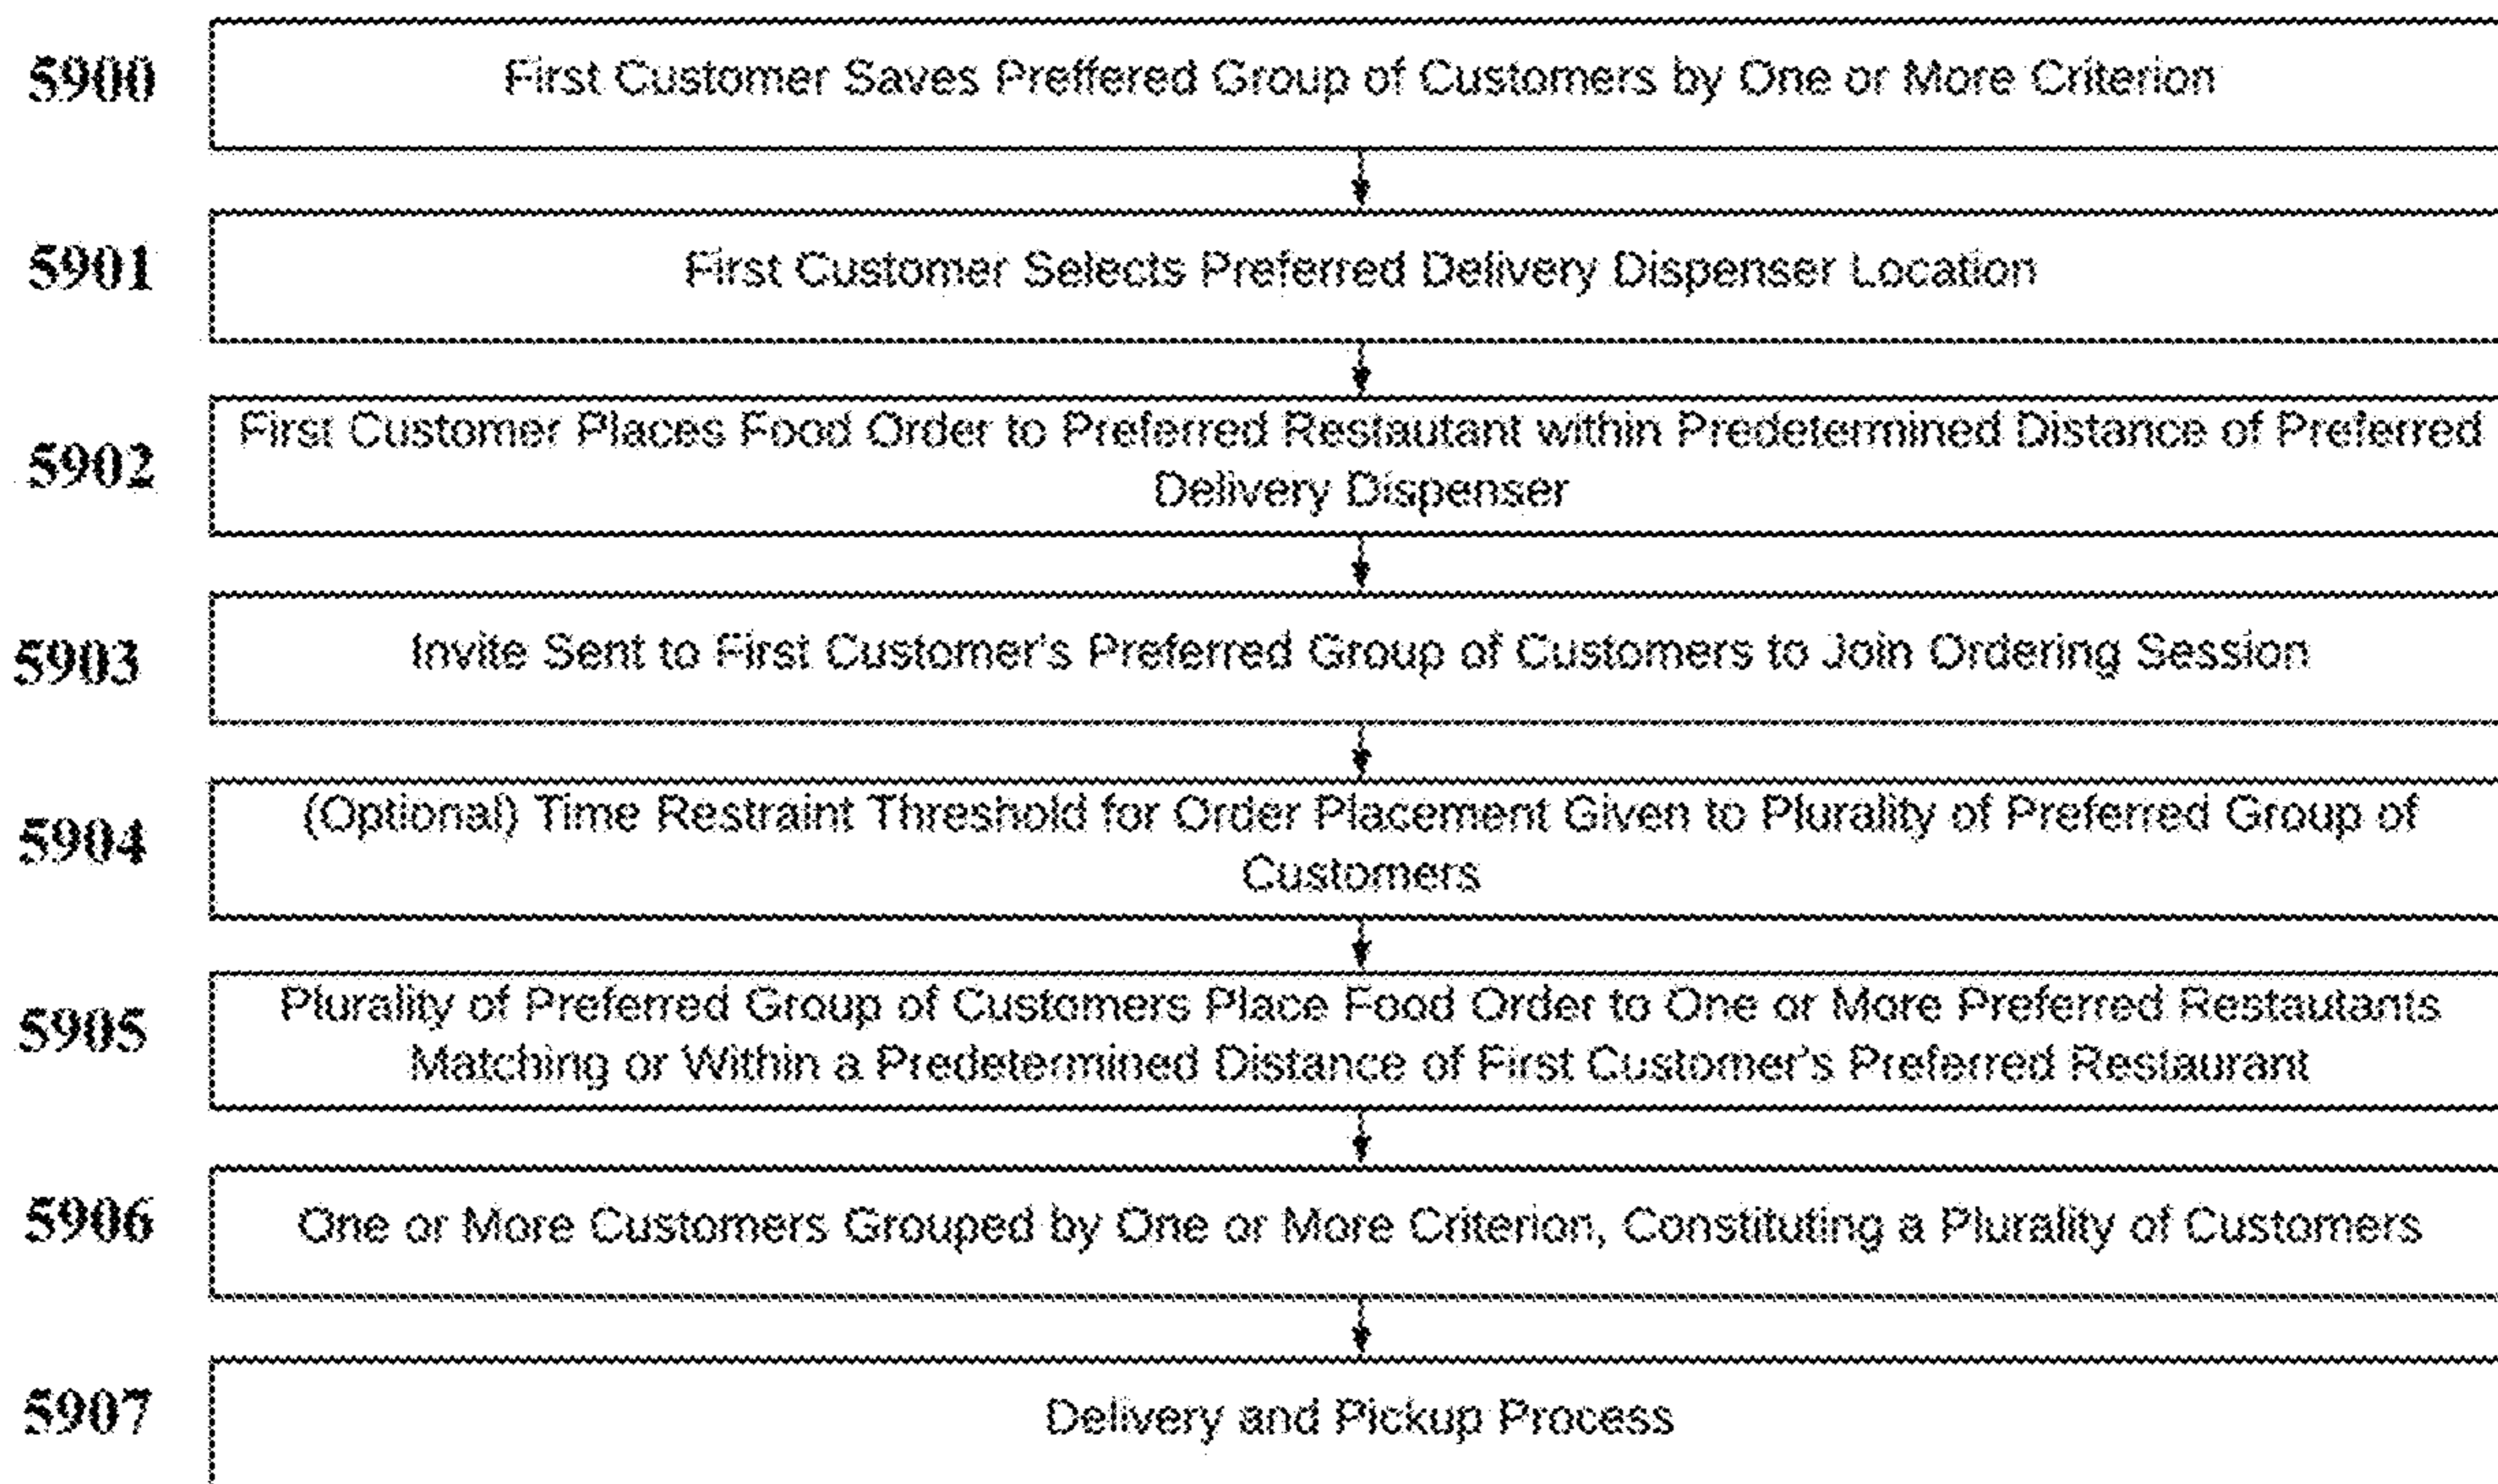 5900
First Customer Saves Preffered Group of Customers by One or More Criterion
5901
First Customer Selects Preferred Delivery Dispenser Location
5902
First Customer Places Food Order to Preferred Restautant within Predetermined Distance of Preferred
Delivery Dispenser
5903
Invite Sent to First Customer's Preferred Group of Customers to Join Ordering Session
5904
(Optional) Time Restraint Threshold for Order Placement Given to Plurality of Preferred Group of
Customers
5905
Plurality of Preferred Group of Customers Place Food Order to One or More Preferred Restautants
Matching or Within a Predetermined Distance of First Customer's Preferred Restaurant
5906
One or More Customers Grouped by One or More Criterion, Constituting a Plurality of Customers
5907
Delivery and Pickup Process